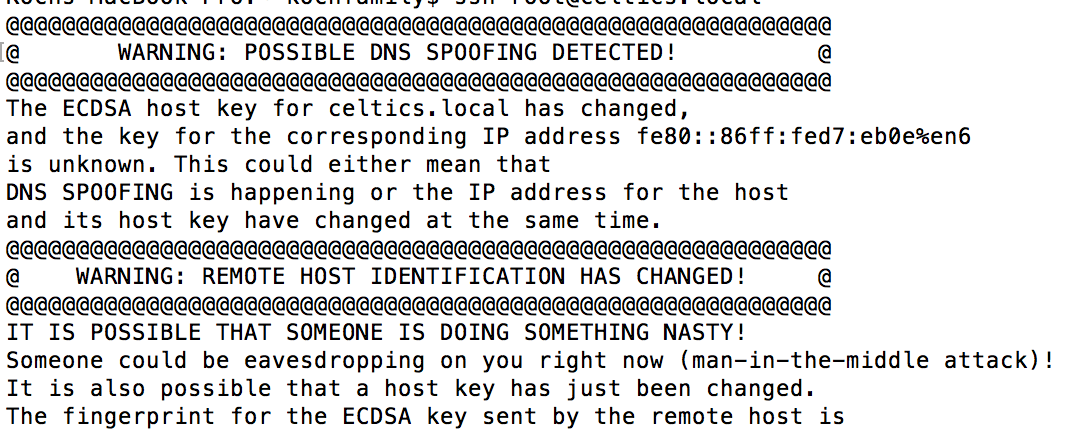 @@@@@@@@@@@@@@@@@@@@@@@@@@@@@@@@@@@@@@@@@@@@@@@@@@@@@@@@@@@
@       WARNING: POSSIBLE DNS SPOOFING DETECTED!          @
@@@@@@@@@@@@@@@@@@@@@@@@@@@@@@@@@@@@@@@@@@@@@@@@@@@@@@@@@@@
The ECDSA host key for celtics.local has changed,
and the key for the corresponding IP address fe80::86ff:fed7:eb0e%en6
is unknown. This could either mean that
DNS SPOOFING is happening or the IP address for the host
and its host key have changed at the same time.
@@@@@@@@@@@@@@@@@@@@@@@@@@@@@@@@@@@@@@@@@@@@@@@@@@@@@@@@@@@
@    WARNING: REMOTE HOST IDENTIFICATION HAS CHANGED!     @
@@@@@@@@@@@@@@@@@@@@@@@@@@@@@@@@@@@@@@@@@@@@@@@@@@@@@@@@@@@
IT IS POSSIBLE THAT SOMEONE IS DOING SOMETHING NASTY!
Someone could be eavesdropping on you right now (man-in-the-middle attack)!
It is also possible that a host key has just been changed.
The fingerprint for the ECDSA key sent by the remote host is